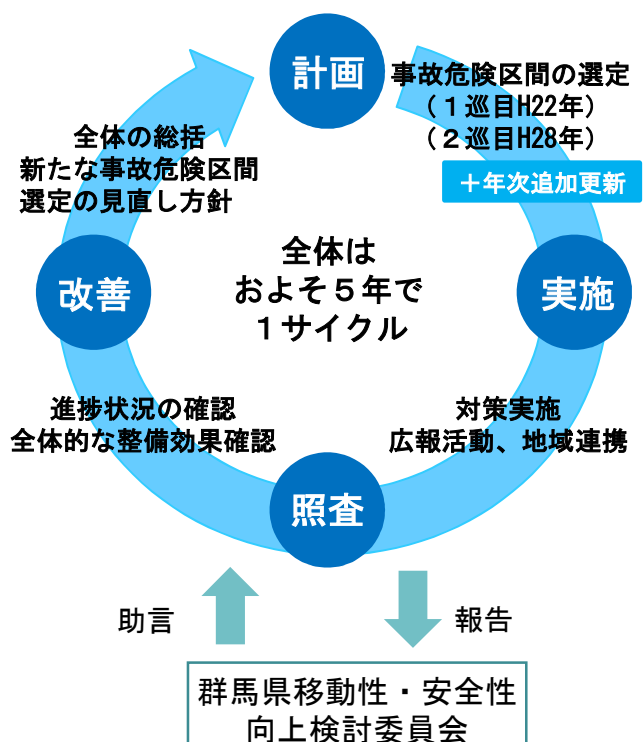 計画
事故危険区間の選定
（１巡目H22年）
（２巡目H28年）
＋年次追加更新
実施
対策実施
広報活動、地域連携
照査
進捗状況の確認
全体的な整備効果確認
改善
全体の総括
新たな事故危険区間
選定の見直し方針
全体は
およそ５年で
１サイクル
助言
報告
群馬県移動性・安全性
向上検討委員会